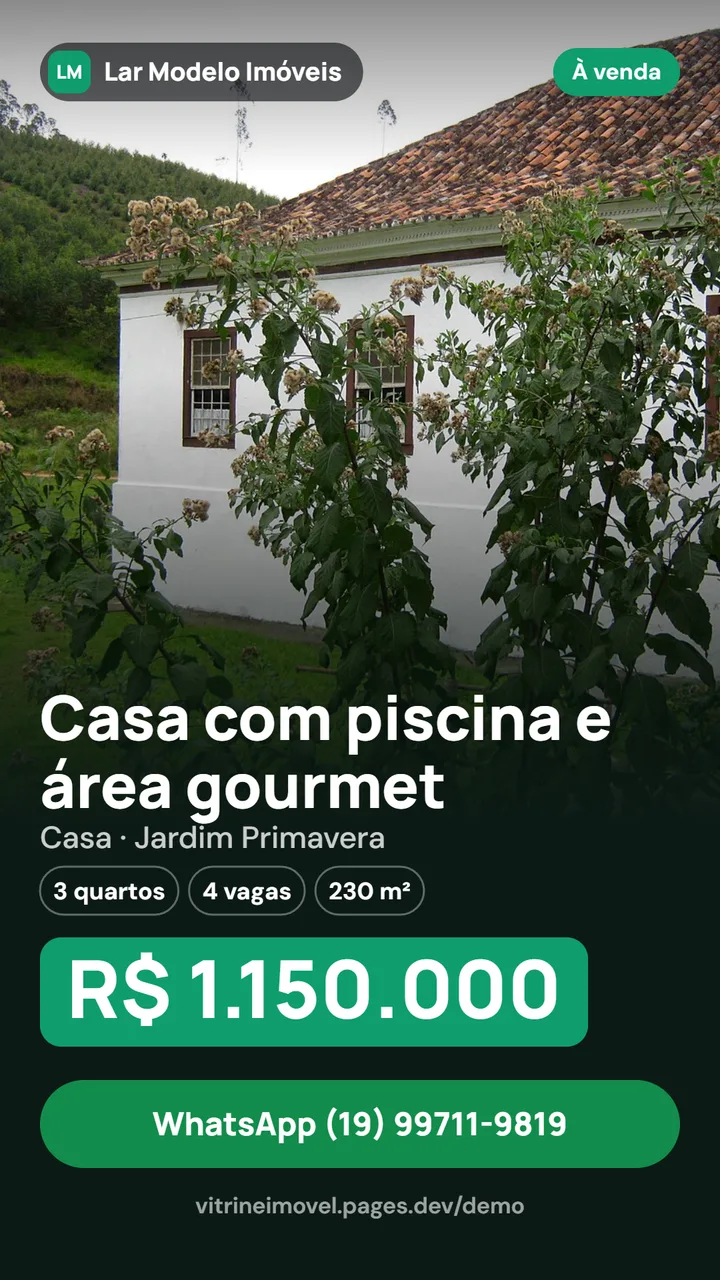 LM
Lar Modelo Imóveis
À venda
Casa com piscina e
área gourmet
Casa · Jardim Primavera
3 quartos
4 vagas
230 m²
R$ 1.150.000
WhatsApp (19) 99711-9819
vitrineimovel.pages.dev/demo